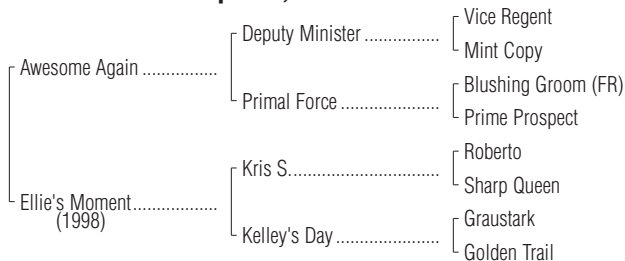 Vice Regent
Deputy Minister ................
Mint Copy
Awesome Again ................
Blushing Groom (FR)
Primal Force .....................
Prime Prospect
Roberto
Kris S................................
Sharp Queen
Ellie's Moment..................
(1998)
Graustark
Kelley's Day ......................
Golden Trail